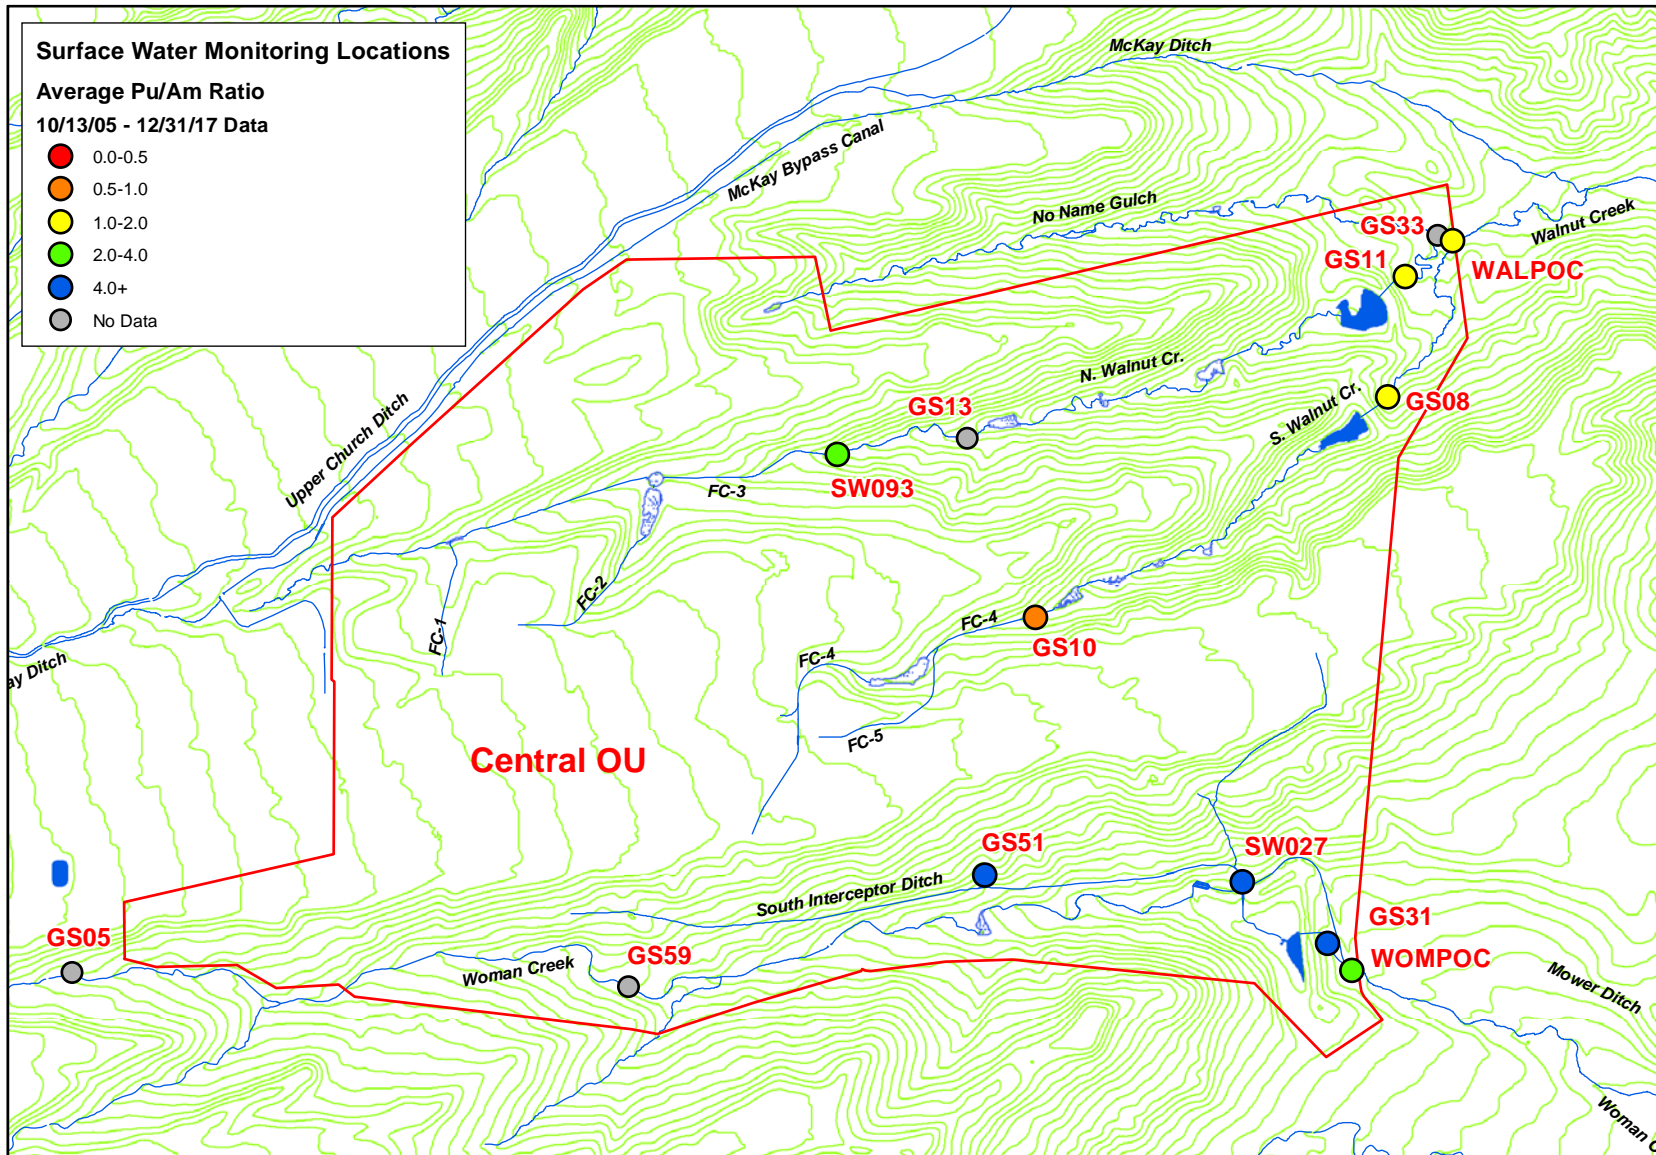 Surface Water Monitoring Locations
Average Pu/Am Ratio
10/13/05 - 12/31/17 Data
0.0-0.5
0.5-1.0
1.0-2.0
2.0-4.0
4.0+
No Data
McKay Ditch
McKay Bypass Canal
No Name Gulch
Walnut Creek
GS33
GS11
WALPOC
N. Walnut Cr.
GS08
S. Walnut Cr.
Upper Church Ditch
GS13
SW093
FC-3
FC-2
FC-1
FC-4
GS10
FC-4
FC-5
ay Ditch
Central OU
GS51
SW027
South Interceptor Ditch
GS31
WOMPOC
GS05
GS59
Woman Creek
Mower Ditch
Woman C